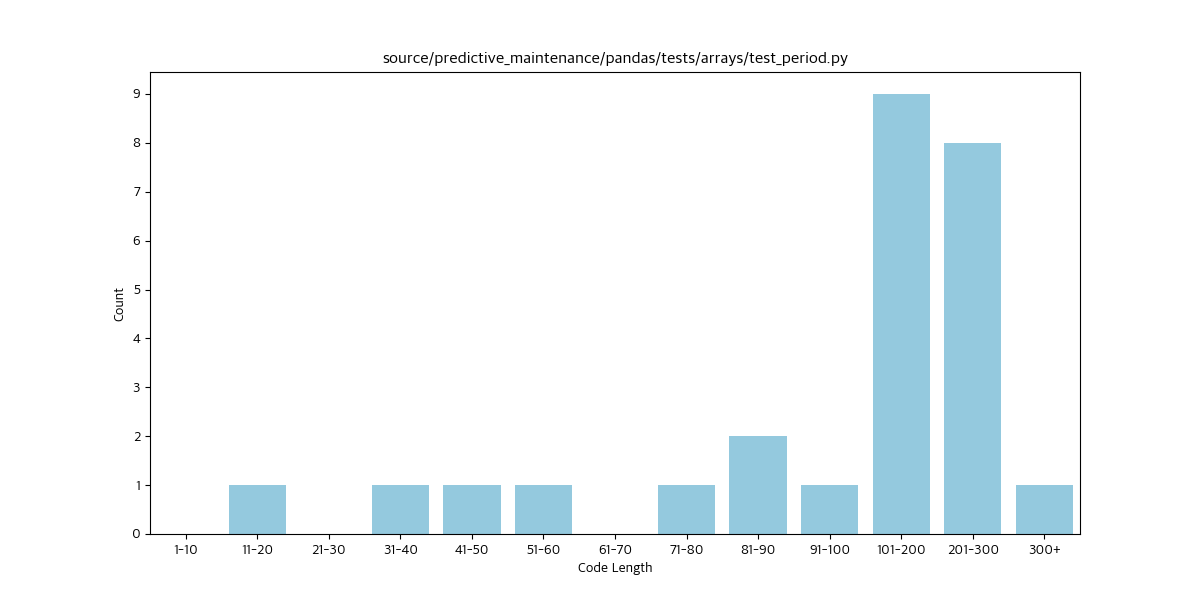 source/predictive_maintenance/pandas/tests/arrays/test_period.py
9
8
7
6
5
4
3
2
1
0
Count
1-10 11-20 21-30 31-40 41-50 51-60 61-70 71-80 81-90 91-100 101-200 201-300 300+
Code Length